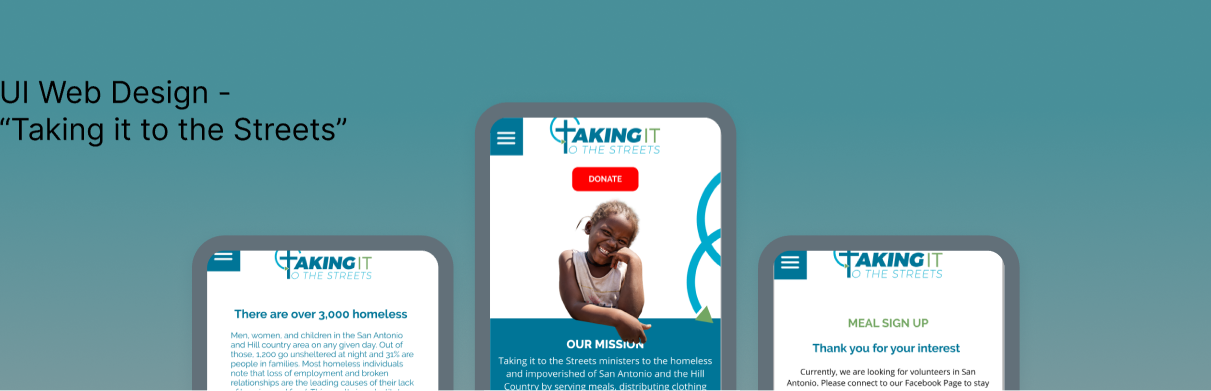 UI Web Design -
“Taking it to the Streets”
TAKING IT
TO THE STREETS
DONATE
OUR MISSION
Taking it to the Streets ministers to the homeless
and impoverished of San Antonio and the Hill
Country by serving meals, distributing clothing
TAKING IT
TO THE STREETS
There are over 3,000 homeless
Men, women, and children in the San Antonio
and Hill country area on any given day. Out of
those, 1,200 go unsheltered at night and 31% are
people in families. Most homeless individuals
note that loss of employment and broken
relationships are the leading causes of their lack
TAKING IT
TO THE STREETS
MEAL SIGN UP
Thank you for your interest
Currently, we are looking for volunteers in San
Antonio. Please connect to our Facebook Page to stay